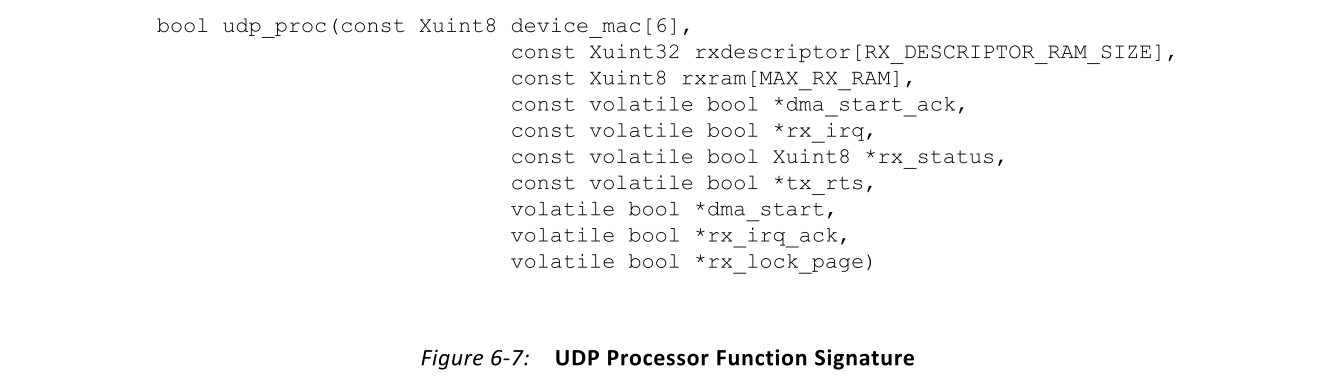 bool udp_proc(const Xuint8 device_mac[6],
const Xuint32 rxdescriptor[RX_DESCRIPTOR_RAM_SIZE],
const Xuint8 rxram[MAX_RX_RAM],
const volatile bool *dma_start_ack,
const volatile bool *rx_irq,
const volatile bool Xuint8 *rx_status,
const volatile bool *tx_rts,
volatile bool *dma_start,
volatile bool *rx_irq_ack,
volatile bool *rx_lock_page)
Figure 6-7: UDP Processor Function Signature